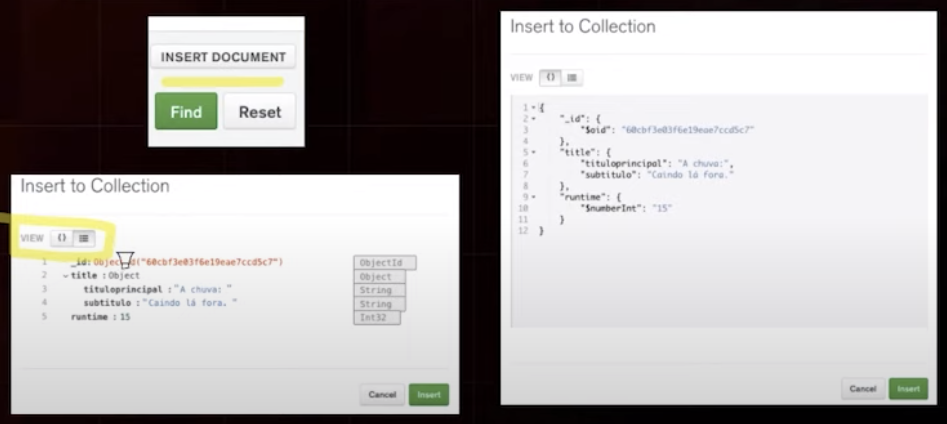 INSERT DOCUMENT
Find Reset
Insert to Collection
VIEW {}
1 _id:ObjectId("60cbf3e03f6e19eae7ccd5c7") ObjectId
2 title :Object Object
3 tituloprincipal :"A chuva: " String
4 subtitulo :"Caindo lá fora. " String
5 runtime :15 Int32
Cancel Insert
Insert to Collection
VIEW {}
1 {
2 "_id": {
3 "$oid": "60cbf3e03f6e19eae7ccd5c7"
4 },
5 "title": {
6 "tituloprincipal": "A chuva:",
7 "subtitulo": "Caindo lá fora."
8 },
9 "runtime": {
10 "$numberInt": "15"
11 }
12 }
Cancel Insert